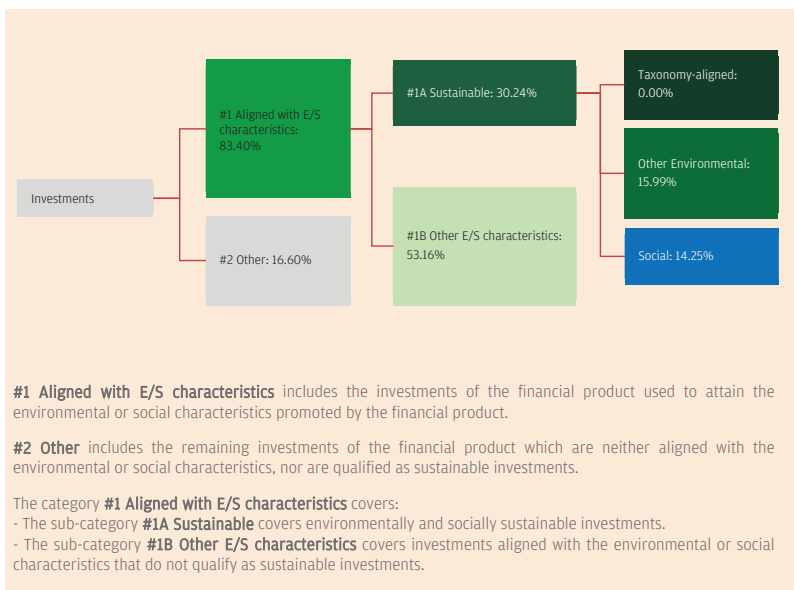 Investments
#1 Aligned with E/S
characteristics:
83.40%
#2 Other: 16.60%
#1A Sustainable: 30.24%
#1B Other E/S characteristics:
53.16%
Taxonomy-aligned:
0.00%
Other Environmental:
15.99%
Social: 14.25%
#1 Aligned with E/S characteristics includes the investments of the financial product used to attain the
environmental or social characteristics promoted by the financial product.
#2 Other includes the remaining investments of the financial product which are neither aligned with the
environmental or social characteristics, nor are qualified as sustainable investments.
The category #1 Aligned with E/S characteristics covers:
- The sub-category #1A Sustainable covers environmentally and socially sustainable investments.
- The sub-category #1B Other E/S characteristics covers investments aligned with the environmental or social
characteristics that do not qualify as sustainable investments.